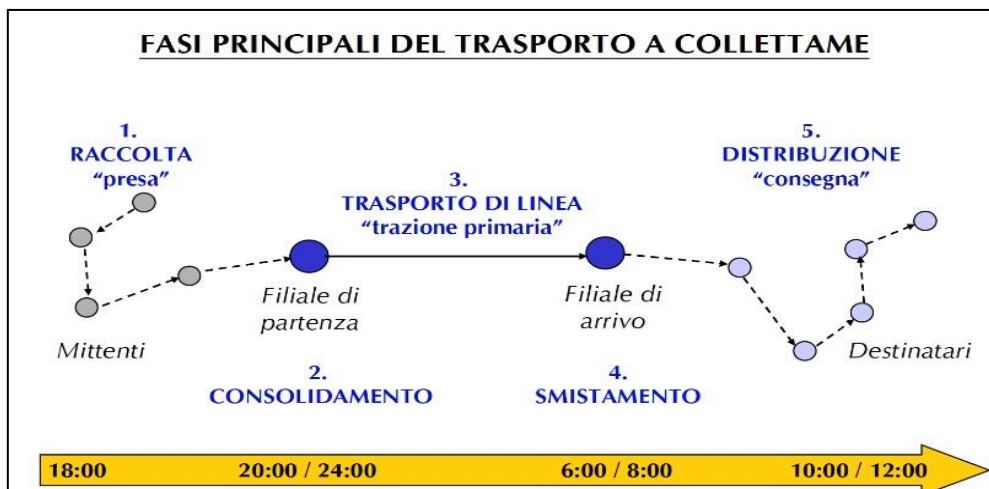 FASI PRINCIPALI DEL TRASPORTO A COLLETTAME
1.
RACCOLTA
“presa”
5.
DISTRIBUZIONE
“consegna”
3.
TRASPORTO DI LINEA
“trazione primaria”
Filiale di
partenza
Filiale di
arrivo
Mittenti
Destinatari
2.
CONSOLIDAMENTO
4.
SMISTAMENTO
18:00
20:00 / 24:00
6:00 / 8:00
10:00 / 12:00